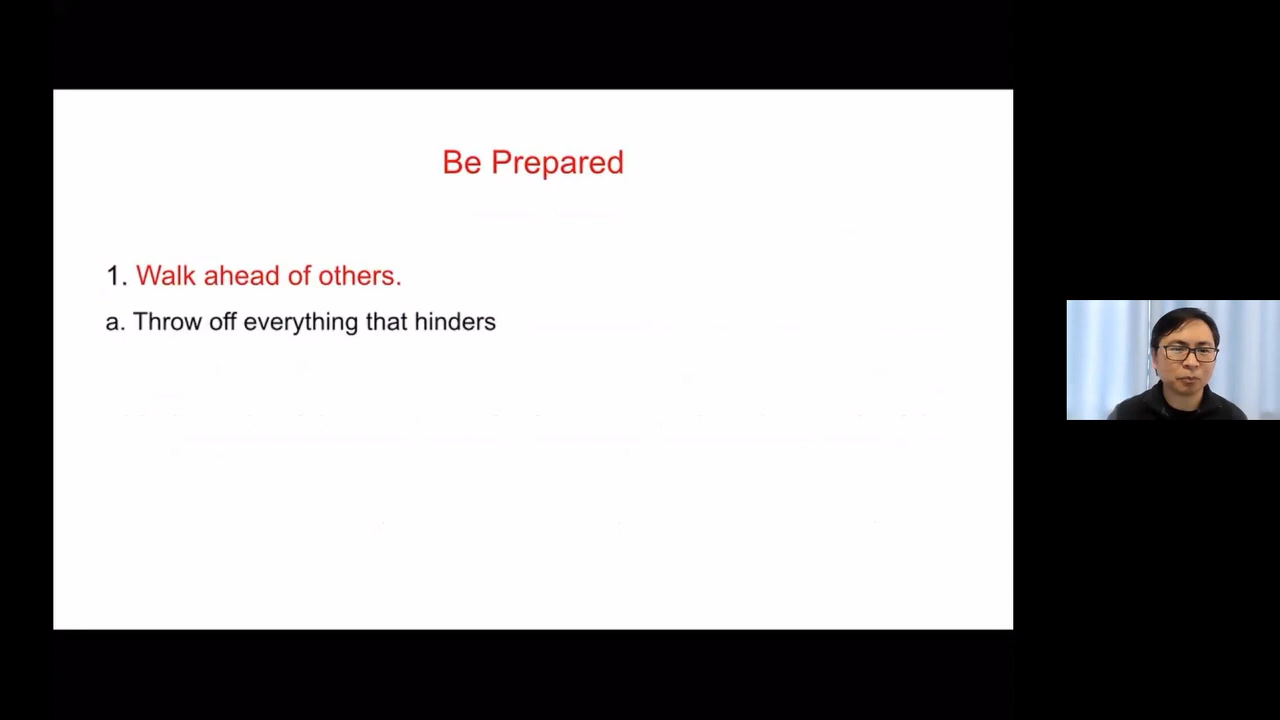 Be Prepared
1. Walk ahead of others.
a. Throw off everything that hinders